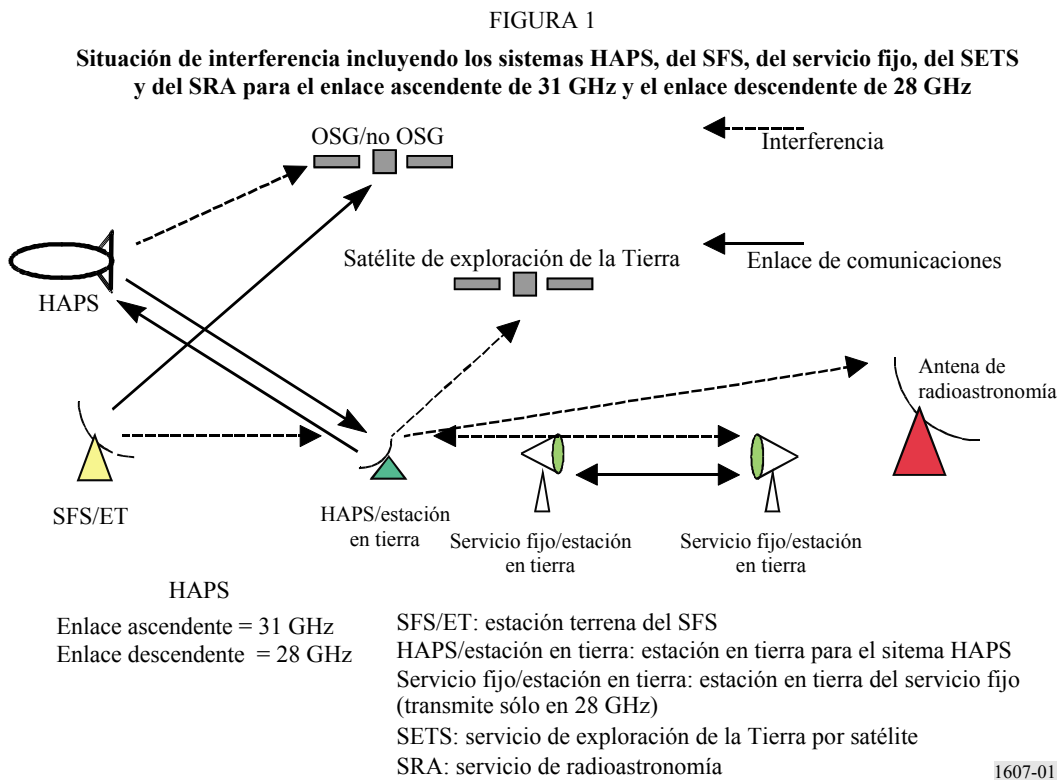 FIGURA 1
Situación de interferencia incluyendo los sistemas HAPS, del SFS, del servicio fijo, del SETS
y del SRA para el enlace ascendente de 31 GHz y el enlace descendente de 28 GHz
OSG/no OSG
Interferencia
Satélite de exploración de la Tierra
Enlace de comunicaciones
HAPS
Antena de
radioastronomía
SFS/ET
HAPS/estación
en tierra
Servicio fijo/estación
en tierra
Servicio fijo/estación
en tierra
HAPS
Enlace ascendente = 31 GHz
Enlace descendente = 28 GHz
SFS/ET: estación terrena del SFS
HAPS/estación en tierra: estación en tierra para el sitema HAPS
Servicio fijo/estación en tierra: estación en tierra del servicio fijo
(transmite sólo en 28 GHz)
SETS: servicio de exploración de la Tierra por satélite
SRA: servicio de radioastronomía
1607-01